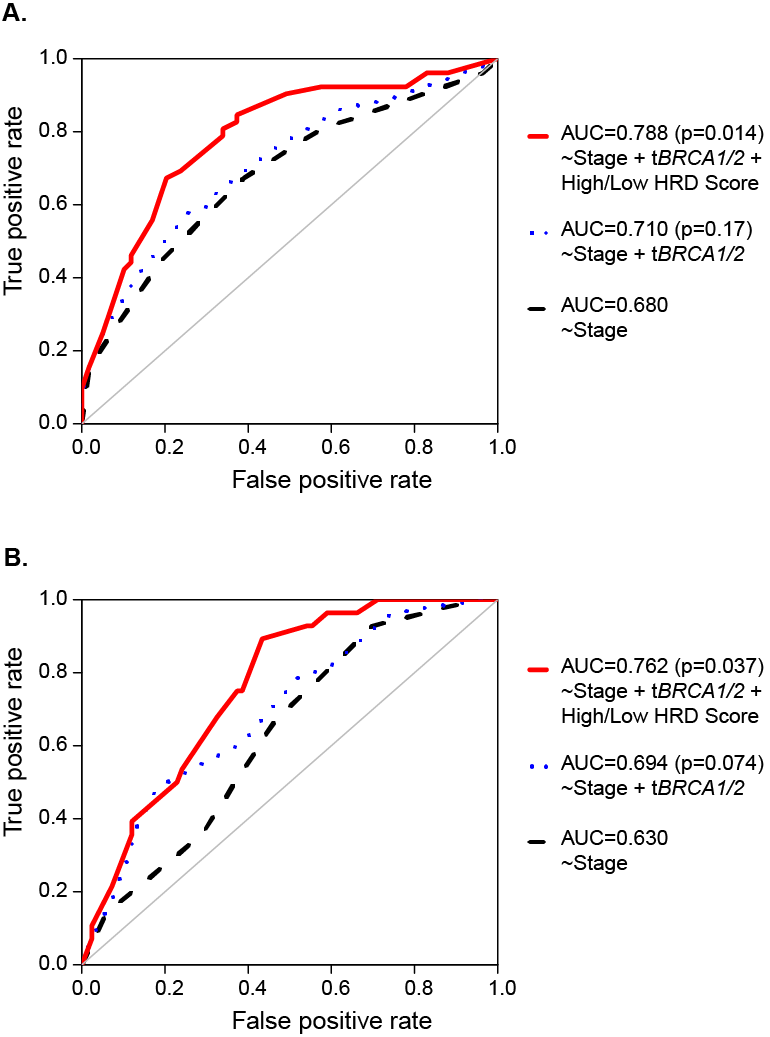 A.
1.0
0.8
0.6
0.4
0.2
0.0
True positive rate
0.0 0.2 0.4 0.6 0.8 1.0
False positive rate
AUC=0.788 (p=0.014)
~Stage + tBRCA1/2 +
High/Low HRD Score
AUC=0.710 (p=0.17)
~Stage + tBRCA1/2
AUC=0.680
~Stage
B.
1.0
0.8
0.6
0.4
0.2
0.0
True positive rate
0.0 0.2 0.4 0.6 0.8 1.0
False positive rate
AUC=0.762 (p=0.037)
~Stage + tBRCA1/2 +
High/Low HRD Score
AUC=0.694 (p=0.074)
~Stage + tBRCA1/2
AUC=0.630
~Stage